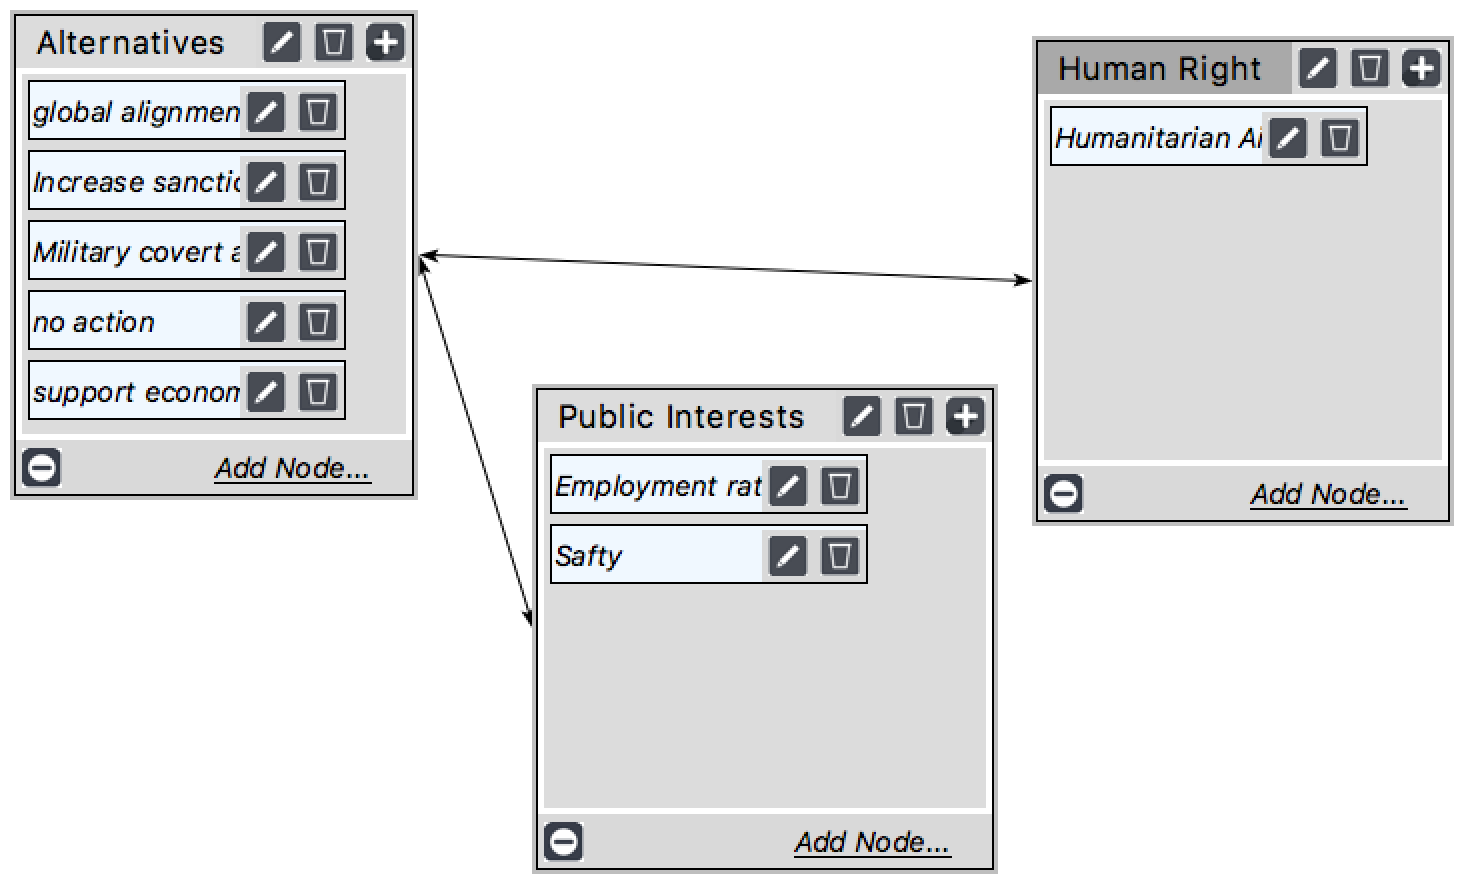 Alternatives
global alignmen
Increase sanctic
Military covert a
no action
support econom
Add Node...
Human Right
Humanitarian Ai
Add Node...
Public Interests
Employment rat
Safty
Add Node...